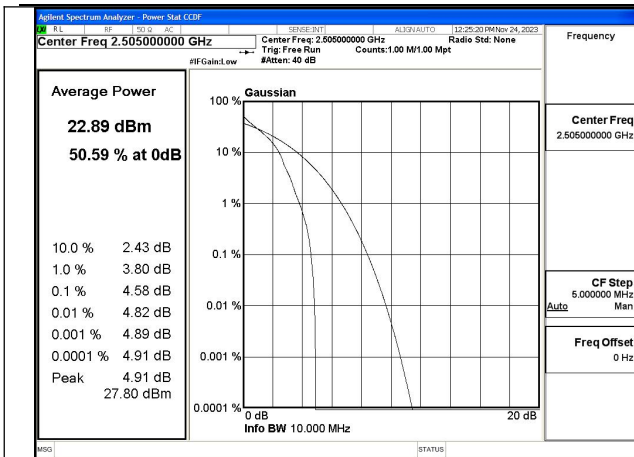 Agilent Spectrum Analyzer - Power Stat CCDF
RL RF 50 Ω AC SENSE:INT ALIGN AUTO 12:25:20 PM Nov 24, 2023
Center Freq 2.505000000 GHz
Center Freq: 2.505000000 GHz Radio Std: None
Trig: Free Run Counts:1.00 M/1.00 Mpt
#IFGain:Low #Atten: 40 dB
Frequency
Average Power
22.89 dBm
50.59 % at 0dB
10.0 % 2.43 dB
1.0 % 3.80 dB
0.1 % 4.58 dB
0.01 % 4.82 dB
0.001 % 4.89 dB
0.0001 % 4.91 dB
Peak 4.91 dB
27.80 dBm
Gaussian
100 %
10 %
1 %
0.1 %
0.01 %
0.001 %
0.0001 %
0 dB 20 dB
Info BW 10.000 MHz
Center Freq
2.505000000 GHz
CF Step
5.000000 MHz
Auto Man
Freq Offset
0 Hz
MSG STATUS